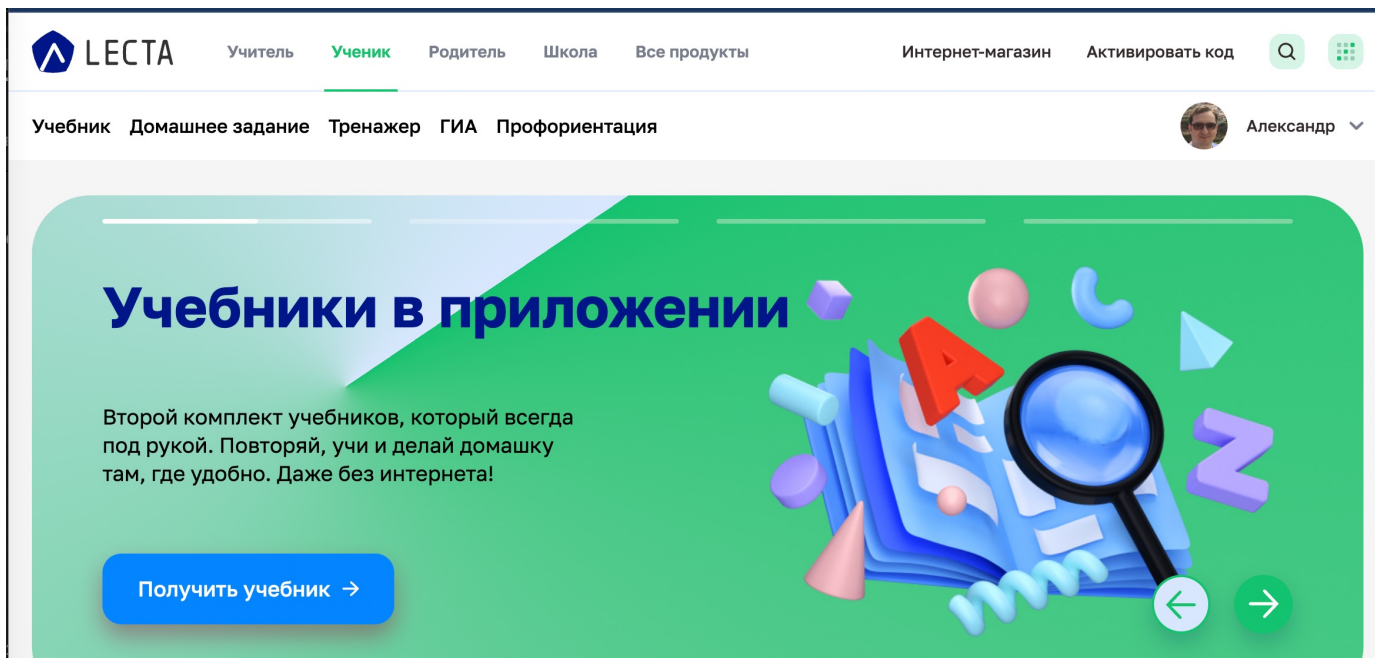 LECTA Учитель Ученик Родитель Школа Все продукты Интернет-магазин Активировать код
Учебник Домашнее задание Тренажер ГИА Профориентация Александр
Учебники в приложении
Второй комплект учебников, который всегда
под рукой. Повторяй, учи и делай домашку
там, где удобно. Даже без интернета!
Получить учебник →
A
Z